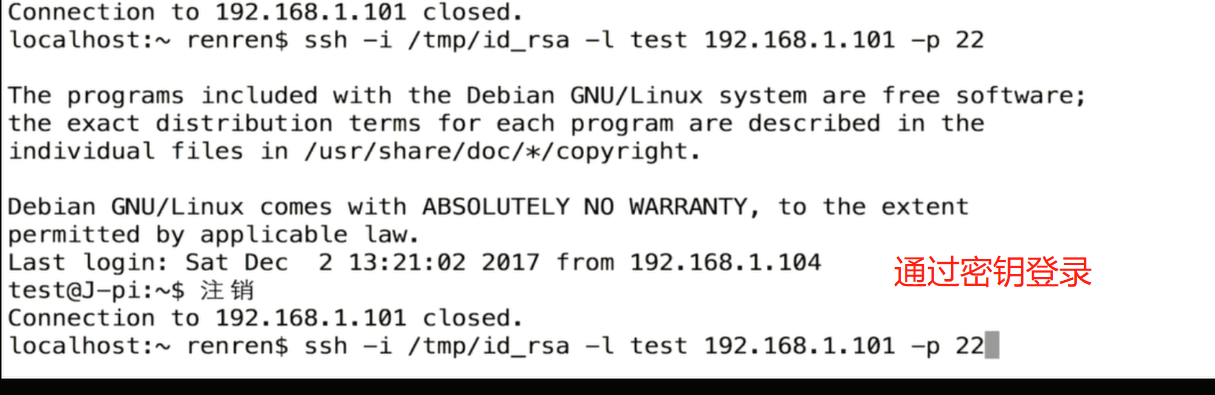 Connection to 192.168.1.101 closed.
localhost:~ renren$ ssh -i /tmp/id_rsa -l test 192.168.1.101 -p 22
The programs included with the Debian GNU/Linux system are free software;
the exact distribution terms for each program are described in the
individual files in /usr/share/doc/*/copyright.
Debian GNU/Linux comes with ABSOLUTELY NO WARRANTY, to the extent
permitted by applicable law.
Last login: Sat Dec  2 13:21:02 2017 from 192.168.1.104
通过密钥登录
test@J-pi:~$ 注销
Connection to 192.168.1.101 closed.
localhost:~ renren$ ssh -i /tmp/id_rsa -l test 192.168.1.101 -p 22